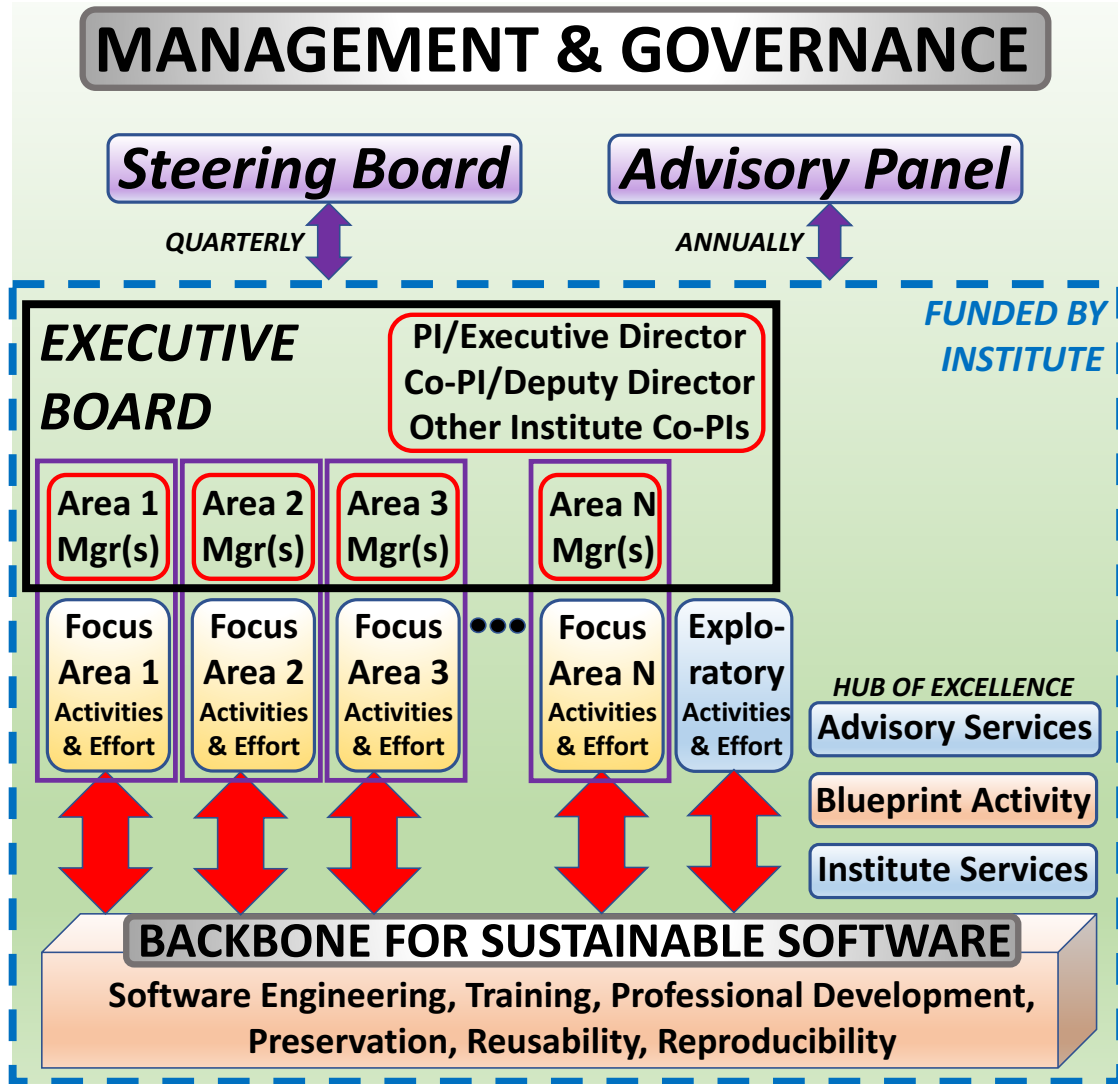 MANAGEMENT & GOVERNANCE
Steering Board
Advisory Panel
QUARTERLY
ANNUALLY
FUNDED BY
INSTITUTE
EXECUTIVE
BOARD
PI/Executive Director
Co-PI/Deputy Director
Other Institute Co-PIs
Area 1
Mgr(s)
Area 2
Mgr(s)
Area 3
Mgr(s)
Area N
Mgr(s)
Focus
Area 1
Activities
& Effort
Focus
Area 2
Activities
& Effort
Focus
Area 3
Activities
& Effort
Focus
Area N
Activities
& Effort
Explo-
ratory
Activities
& Effort
HUB OF EXCELLENCE
Advisory Services
Blueprint Activity
Institute Services
BACKBONE FOR SUSTAINABLE SOFTWARE
Software Engineering, Training, Professional Development,
Preservation, Reusability, Reproducibility